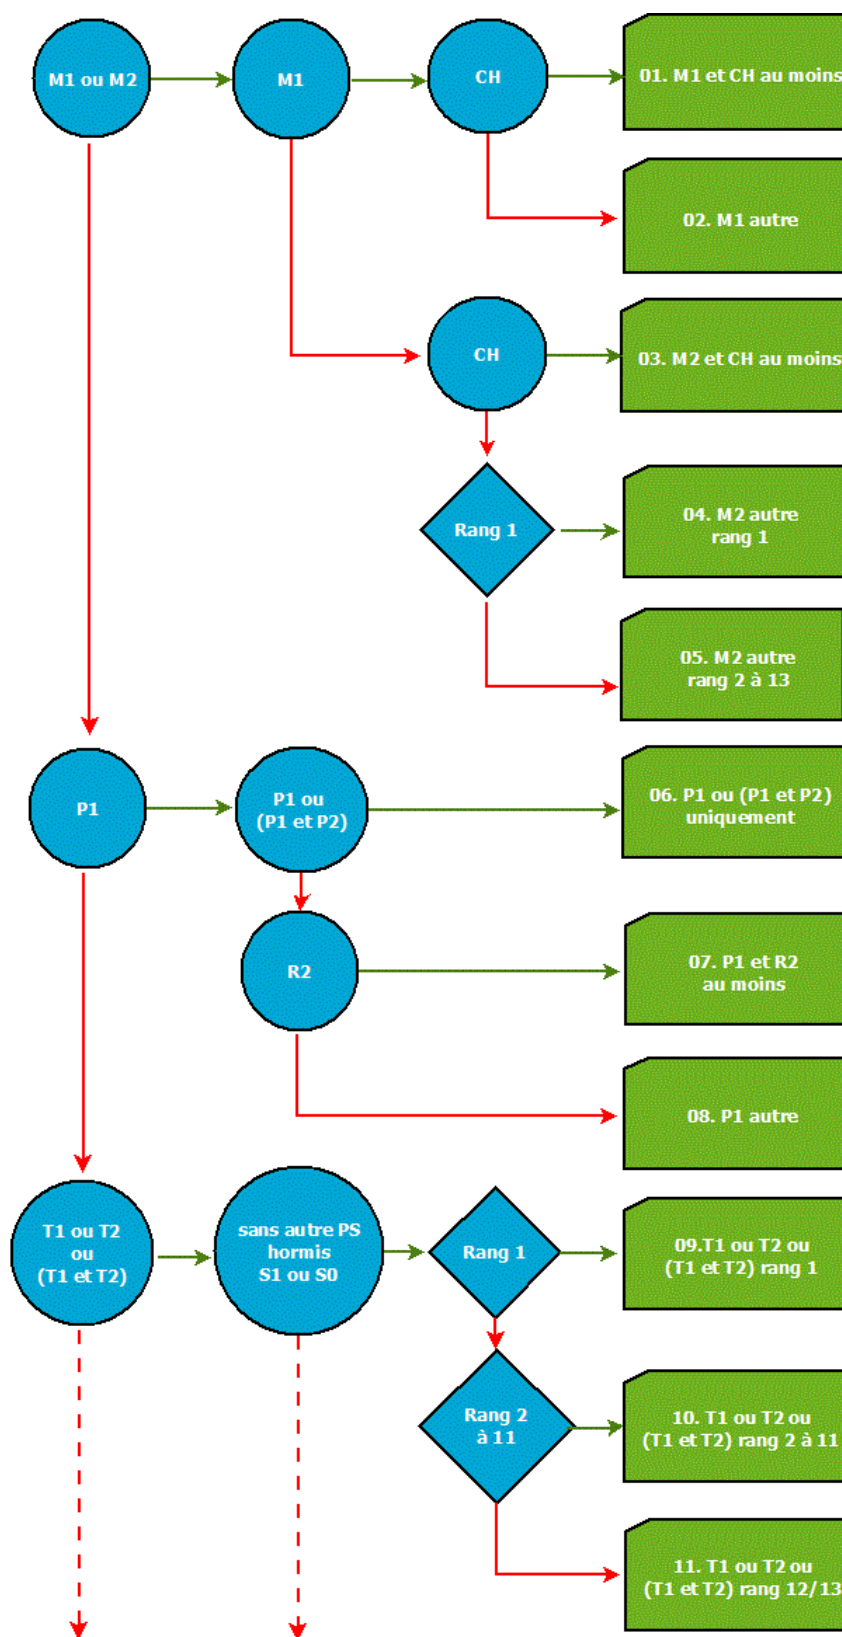 M1 ou M2
M1
CH
01. M1 et CH au moins
02. M1 autre
CH
03. M2 et CH au moins
Rang 1
04. M2 autre
rang 1
05. M2 autre
rang 2 à 13
P1
P1 ou
(P1 et P2)
06. P1 ou (P1 et P2)
uniquement
R2
07. P1 et R2
au moins
08. P1 autre
T1 ou T2
ou
(T1 et T2)
sans autre PS
hormis
S1 ou S0
Rang 1
09.T1 ou T2 ou
(T1 et T2) rang 1
Rang 2
à 11
10. T1 ou T2 ou
(T1 et T2) rang 2 à 11
11. T1 ou T2 ou
(T1 et T2) rang 12/13